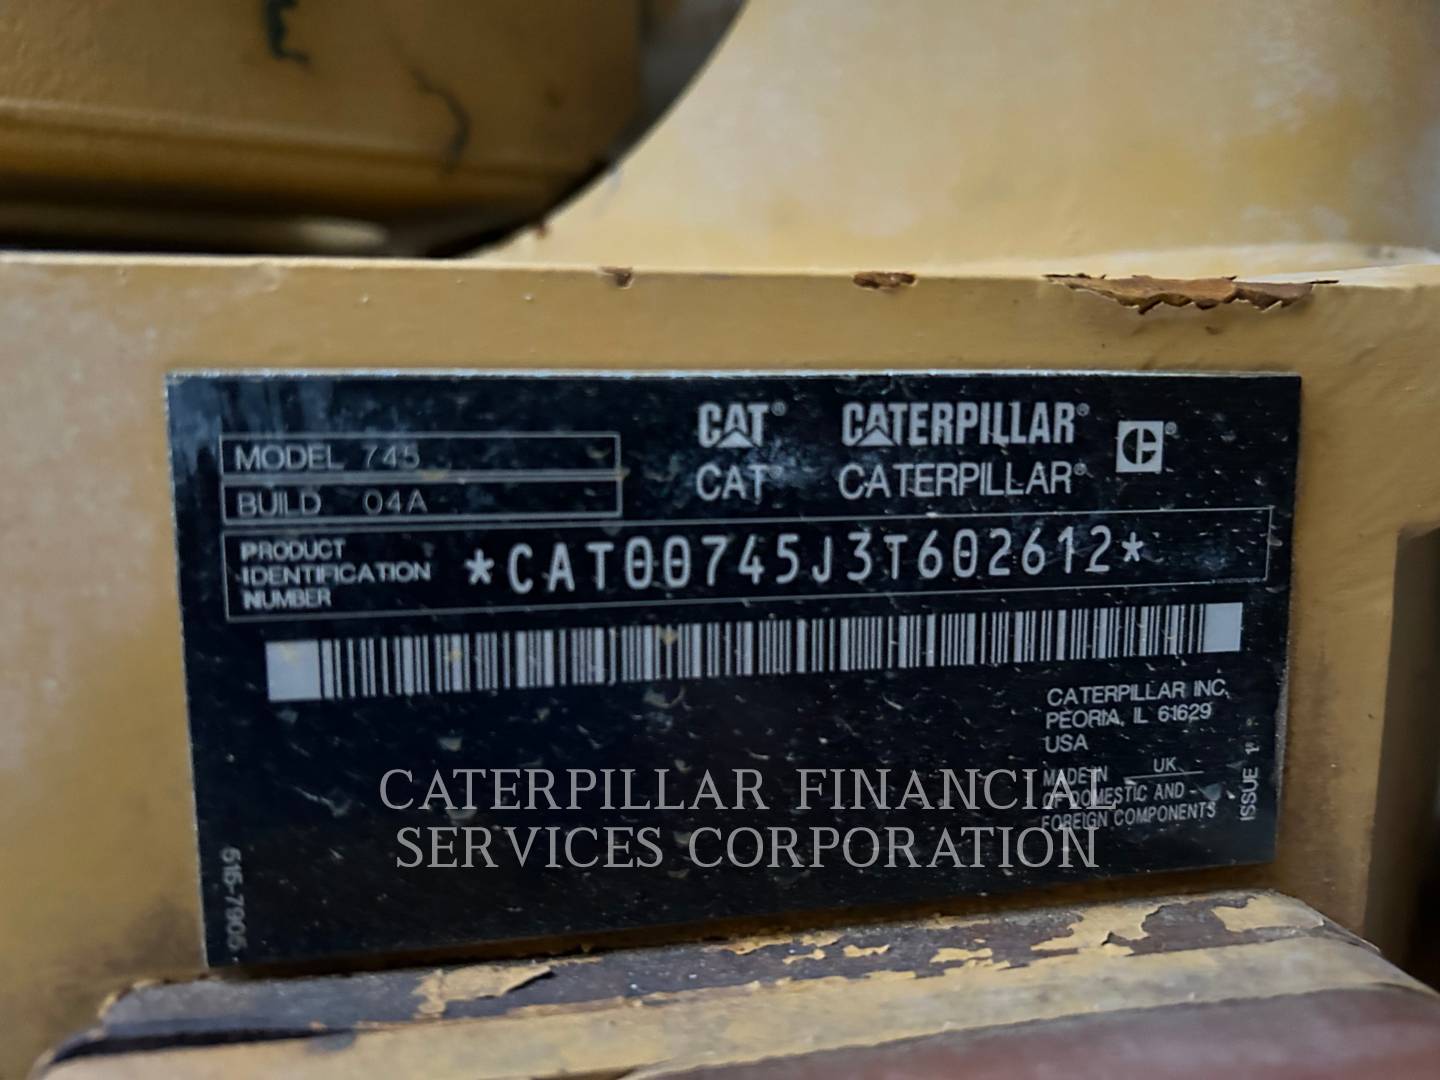 CAT® CATERPILLAR®
CAT® CATERPILLAR®
MODEL 745
BUILD 04A
PRODUCT
IDENTIFICATION
NUMBER
*CAT00745J3T602612*
CATERPILLAR INC.
PEORIA, IL 61629
USA
MADE IN UK
OF DOMESTIC AND
FOREIGN COMPONENTS
ISSUE 1
515-7905
CATERPILLAR FINANCIAL
SERVICES CORPORATION